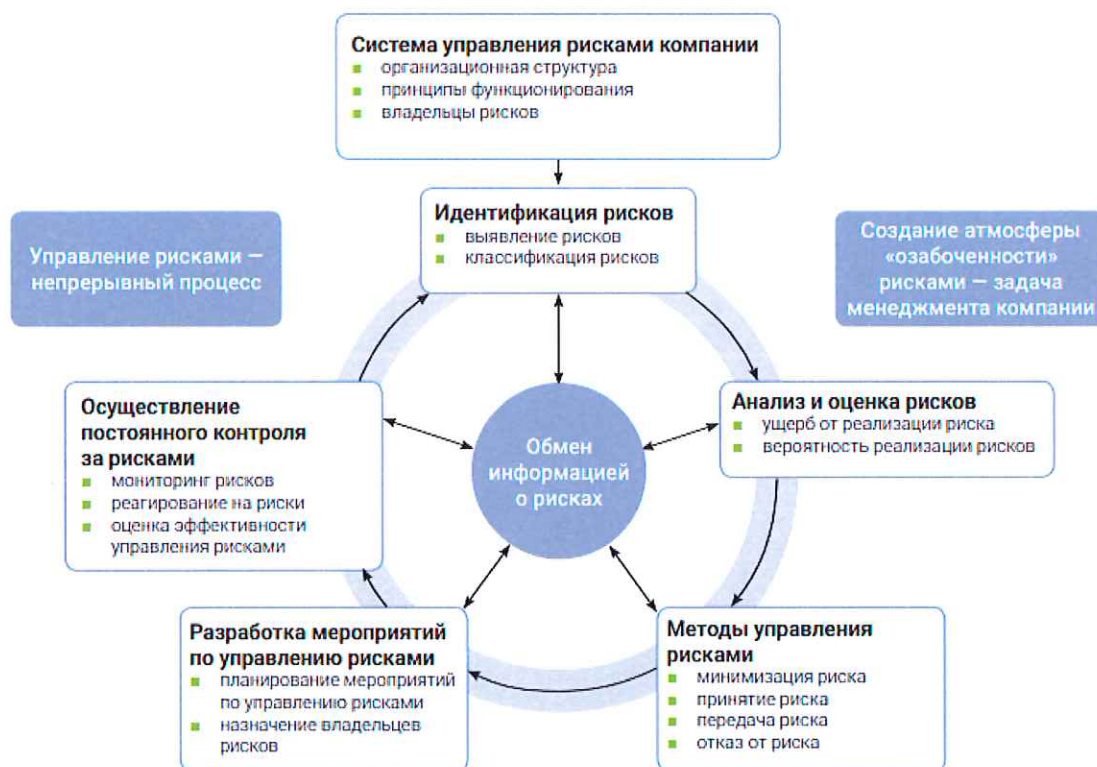 Система управления рисками компании
организационная структура
принципы функционирования
владельцы рисков
Идентификация рисков
выявление рисков
классификация рисков
Управление рисками —
непрерывный процесс
Создание атмосферы
«озабоченности»
рисками — задача
менеджмента компании
Анализ и оценка рисков
ущерб от реализации риска
вероятность реализации рисков
Осуществление
постоянного контроля
за рисками
мониторинг рисков
реагирование на риски
оценка эффективности
управления рисками
Обмен
информацией
о рисках
Разработка мероприятий
по управлению рисками
планирование мероприятий
по управлению рисками
назначение владельцев
рисков
Методы управления
рисками
минимизация риска
принятие риска
передача риска
отказ от риска